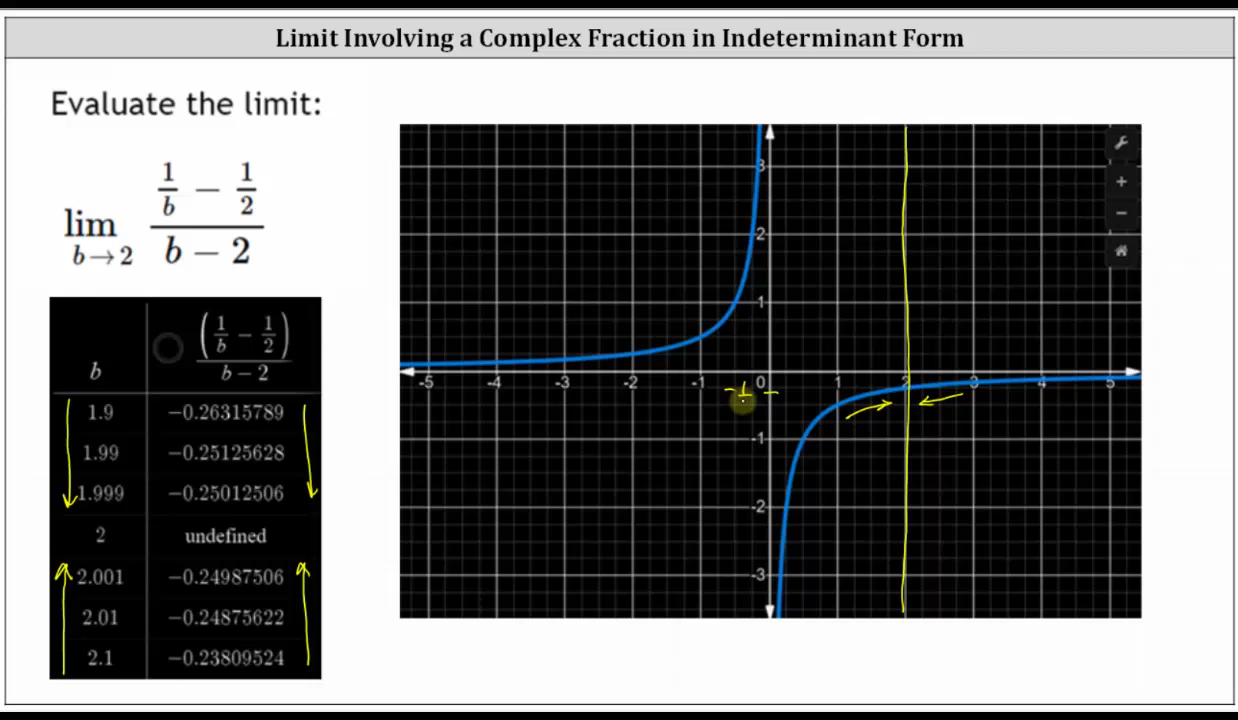 Limit Involving a Complex Fraction in Indeterminant Form
Evaluate the limit:
lim b→2 (1/b − 1/2)/(b − 2)
b (1/b − 1/2)/(b − 2)
1.9 −0.26315789
1.99 −0.25125628
1.999 −0.25012506
2 undefined
2.001 −0.24987506
2.01 −0.24875622
2.1 −0.23809524
3
2
1
-5 -4 -3 -2 -1 0 1 2 3 4 5
-1
-2
-3